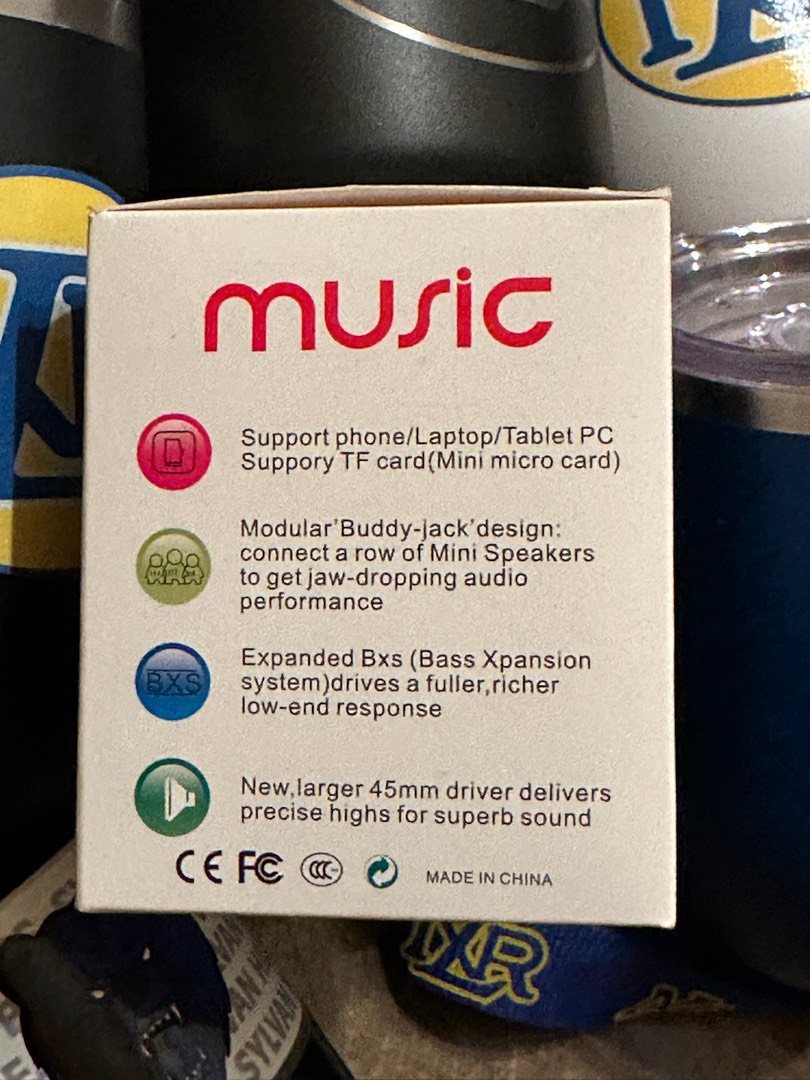 music
Support phone/Laptop/Tablet PC
Suppory TF card(Mini micro card)
Modular'Buddy-jack'design:
connect a row of Mini Speakers
to get jaw-dropping audio
performance
BXS
Expanded Bxs (Bass Xpansion
system)drives a fuller,richer
low-end response
New,larger 45mm driver delivers
precise highs for superb sound
CE FC CCC MADE IN CHINA